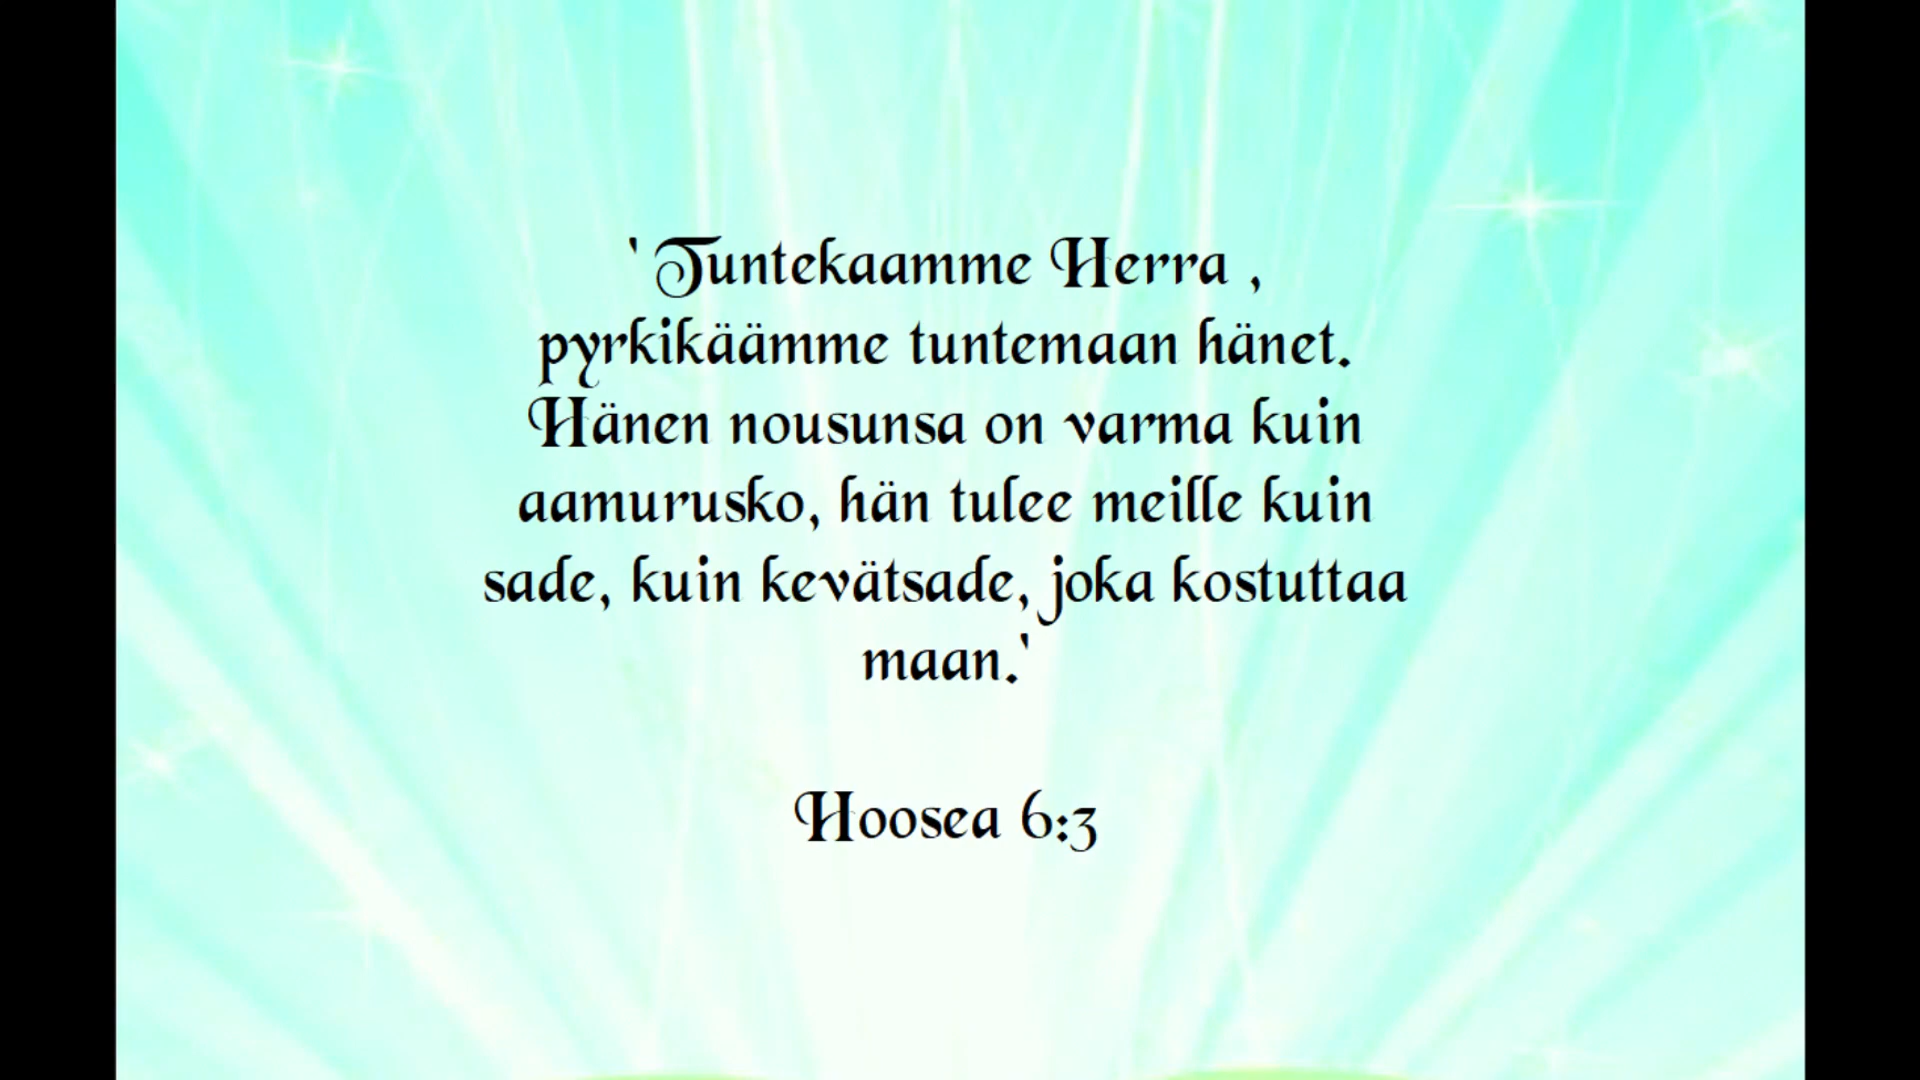 ' Tuntekaamme Herra ,
pyrkikäämme tuntemaan hänet.
Hänen nousunsa on varma kuin
aamurusko, hän tulee meille kuin
sade, kuin kevätsade, joka kostuttaa
maan.'
Hoosea 6:3